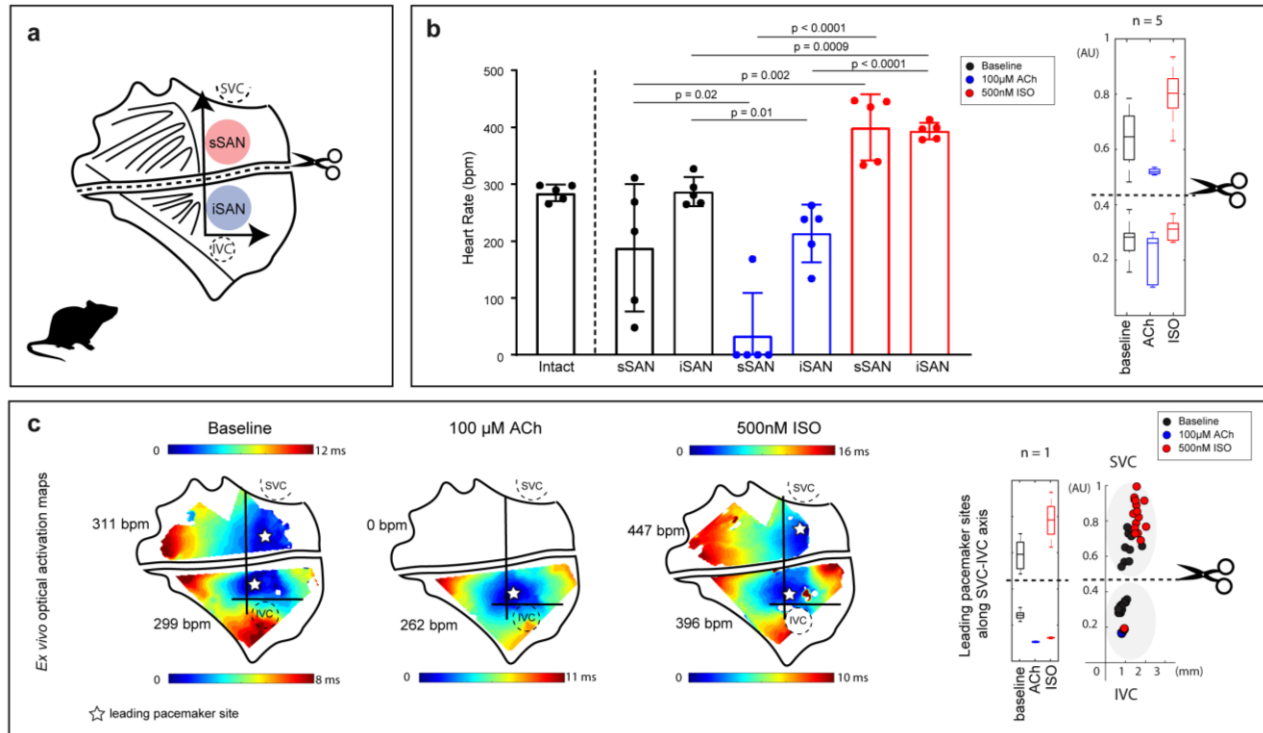 a
SVC
sSAN
iSAN
IVC
b
p < 0.0001
p = 0.0009
p < 0.0001
p = 0.002
p = 0.02
p = 0.01
Baseline
100µM ACh
500nM ISO
Heart Rate (bpm)
500
400
300
200
100
0
Intact
sSAN
iSAN
sSAN
iSAN
sSAN
iSAN
n = 5
(AU)
1
0.8
0.6
0.4
0.2
baseline
ACh
ISO
c
Ex vivo optical activation maps
Baseline
0
12 ms
SVC
311 bpm
299 bpm
IVC
0
8 ms
100 µM ACh
0 bpm
SVC
262 bpm
IVC
0
11 ms
500nM ISO
0
16 ms
SVC
447 bpm
396 bpm
IVC
0
10 ms
leading pacemaker site
Baseline
100µM ACh
500nM ISO
n = 1
Leading pacemaker sites
along SVC-IVC axis
baseline
ACh
ISO
SVC
(AU)
1
0.8
0.6
0.4
0.2
0
1
2
3
(mm)
IVC